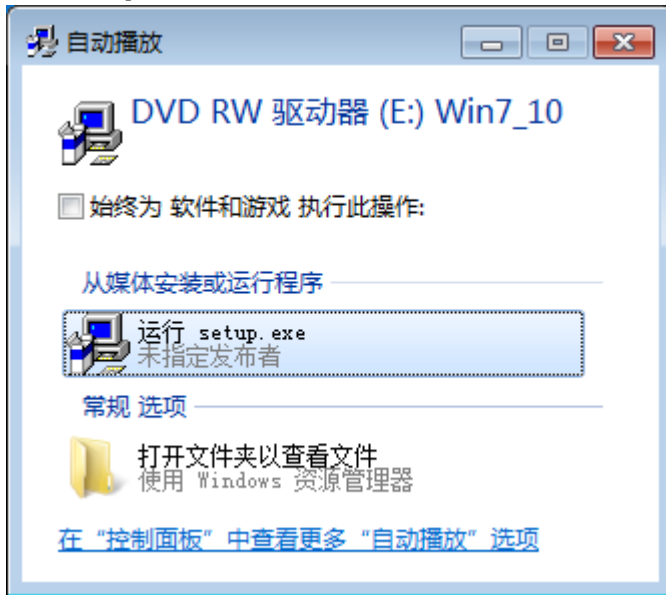 自动播放
DVD RW 驱动器 (E:) Win7_10
始终为 软件和游戏 执行此操作:
从媒体安装或运行程序
运行 setup.exe
未指定发布者
常规 选项
打开文件夹以查看文件
使用 Windows 资源管理器
在“控制面板”中查看更多“自动播放”选项